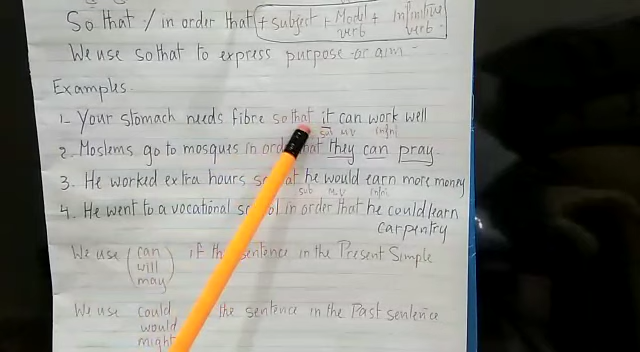 So that / in order that + subject + Model verb + infinitive verb.
We use so that to express purpose or aim
Examples.
1- Your stomach needs fibre so that it can work well
sub M.V infini
2. Moslems go to mosques in order that they can pray.
3. He worked extra hours so that he would earn more money
sub M.V infini
4. He went to a vocational school in order that he could learn
carpentry
We use (can will may) if the sentence in the Present Simple
We use could would might the sentence in the Past sentence